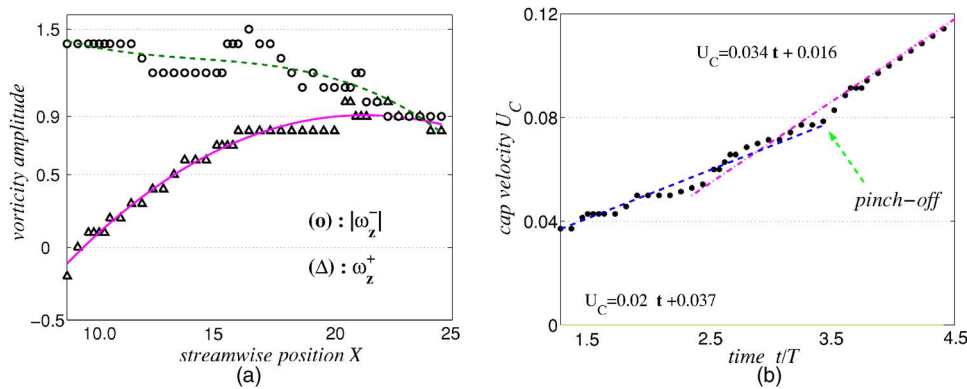 1.5
0.9
0.5
0
-0.5
vorticity amplitude
10.0 15 20 25
streamwise position X
(o) : |ω_z^-|
(Δ) : ω_z^+
(a)
0.12
0.08
0.04
0
cap velocity U_C
U_C=0.034 t + 0.016
pinch-off
U_C=0.02 t +0.037
1.5 2.5 3.5 4.5
time t/T
(b)